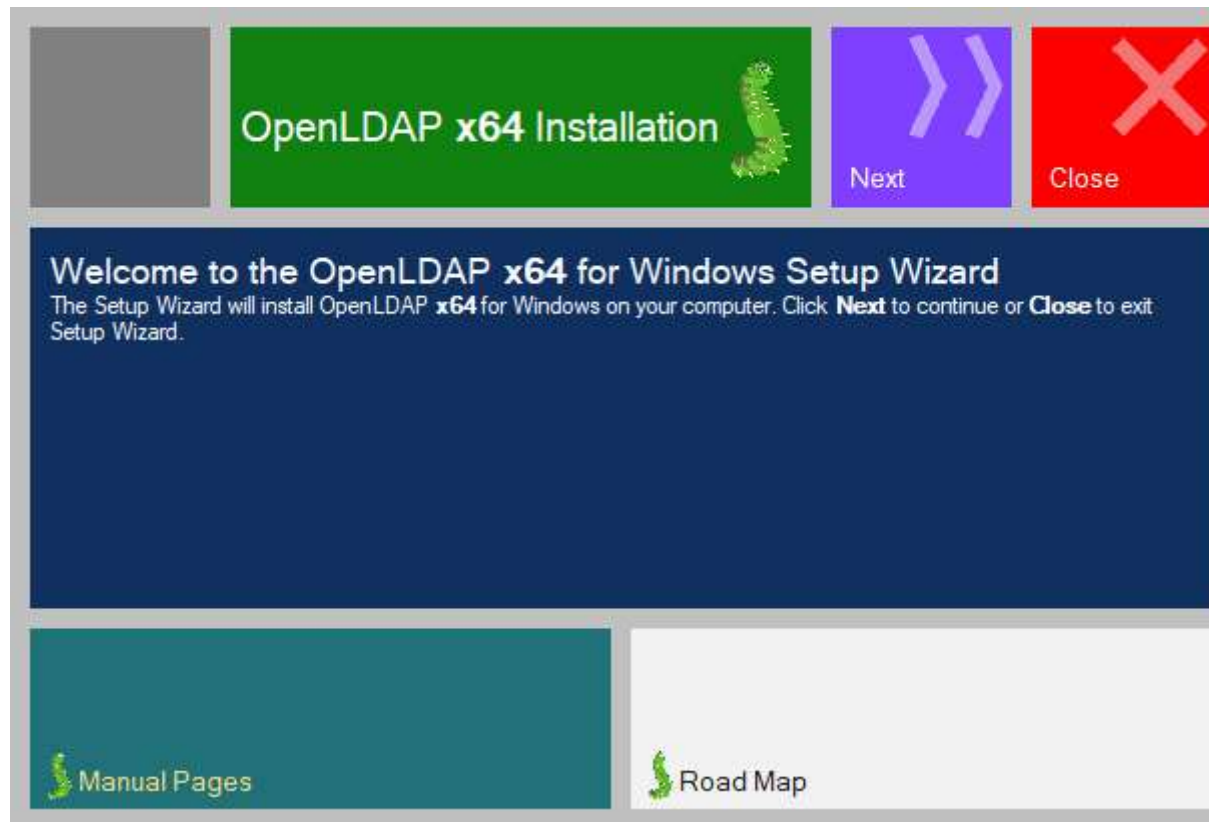 OpenLDAP x64 Installation
Next
Close
Welcome to the OpenLDAP x64 for Windows Setup Wizard
The Setup Wizard will install OpenLDAP x64 for Windows on your computer. Click Next to continue or Close to exit
Setup Wizard.
Manual Pages
Road Map